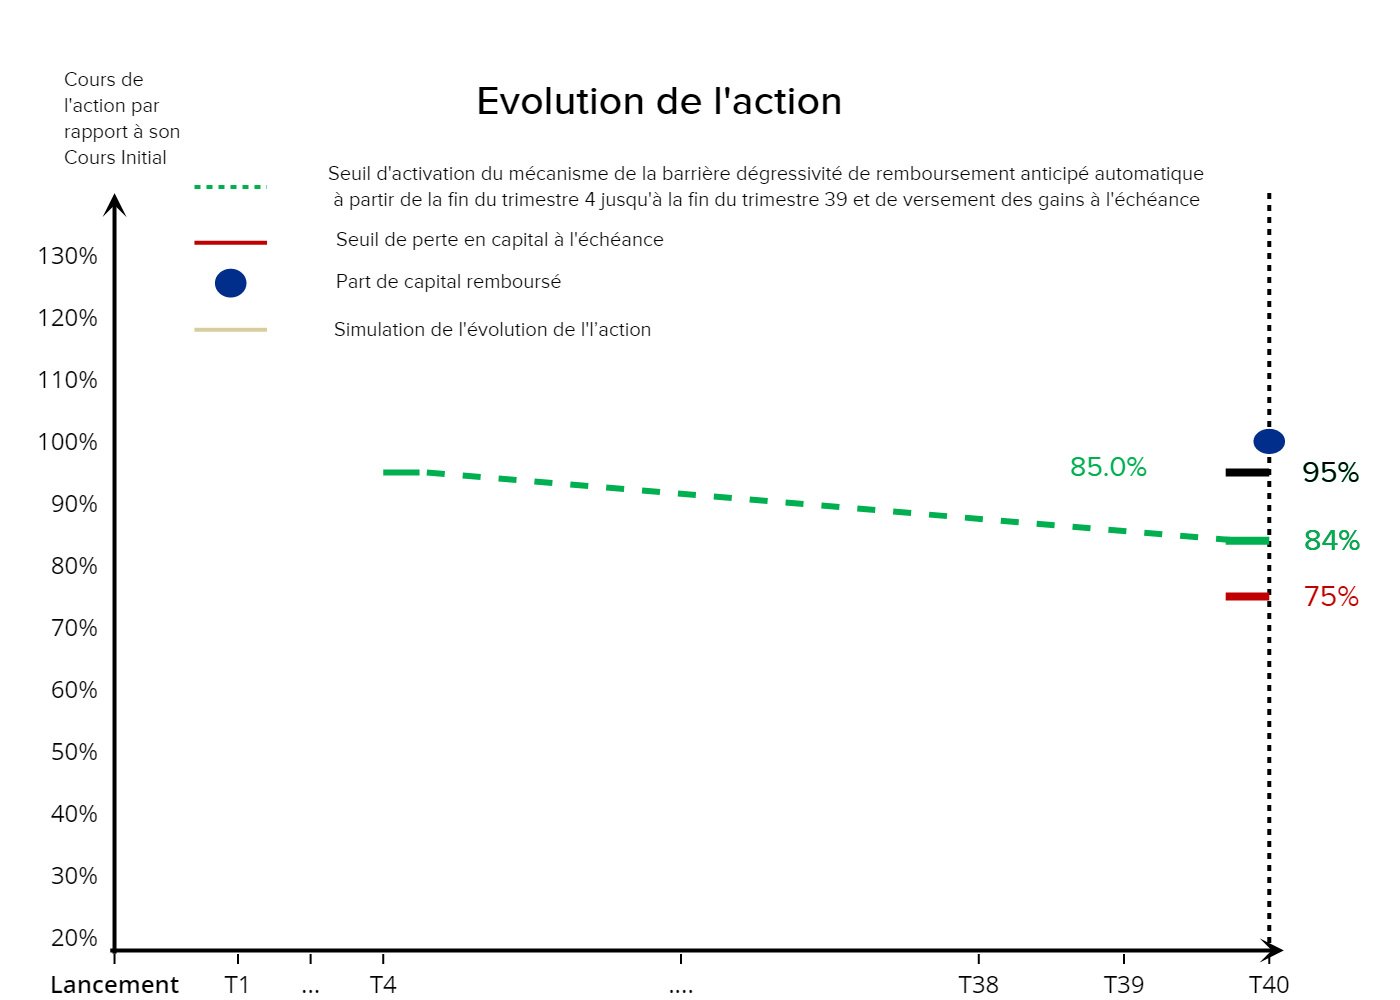 Cours de
l'action par
rapport à son
Cours Initial
Evolution de l'action
Seuil d'activation du mécanisme de la barrière dégressivité de remboursement anticipé automatique
à partir de la fin du trimestre 4 jusqu'à la fin du trimestre 39 et de versement des gains à l'échéance
Seuil de perte en capital à l'échéance
Part de capital remboursé
Simulation de l'évolution de l'l’action
130%
120%
110%
100%
90%
80%
70%
60%
50%
40%
30%
20%
85.0%
95%
84%
75%
Lancement T1 ... T4 .... T38 T39 T40